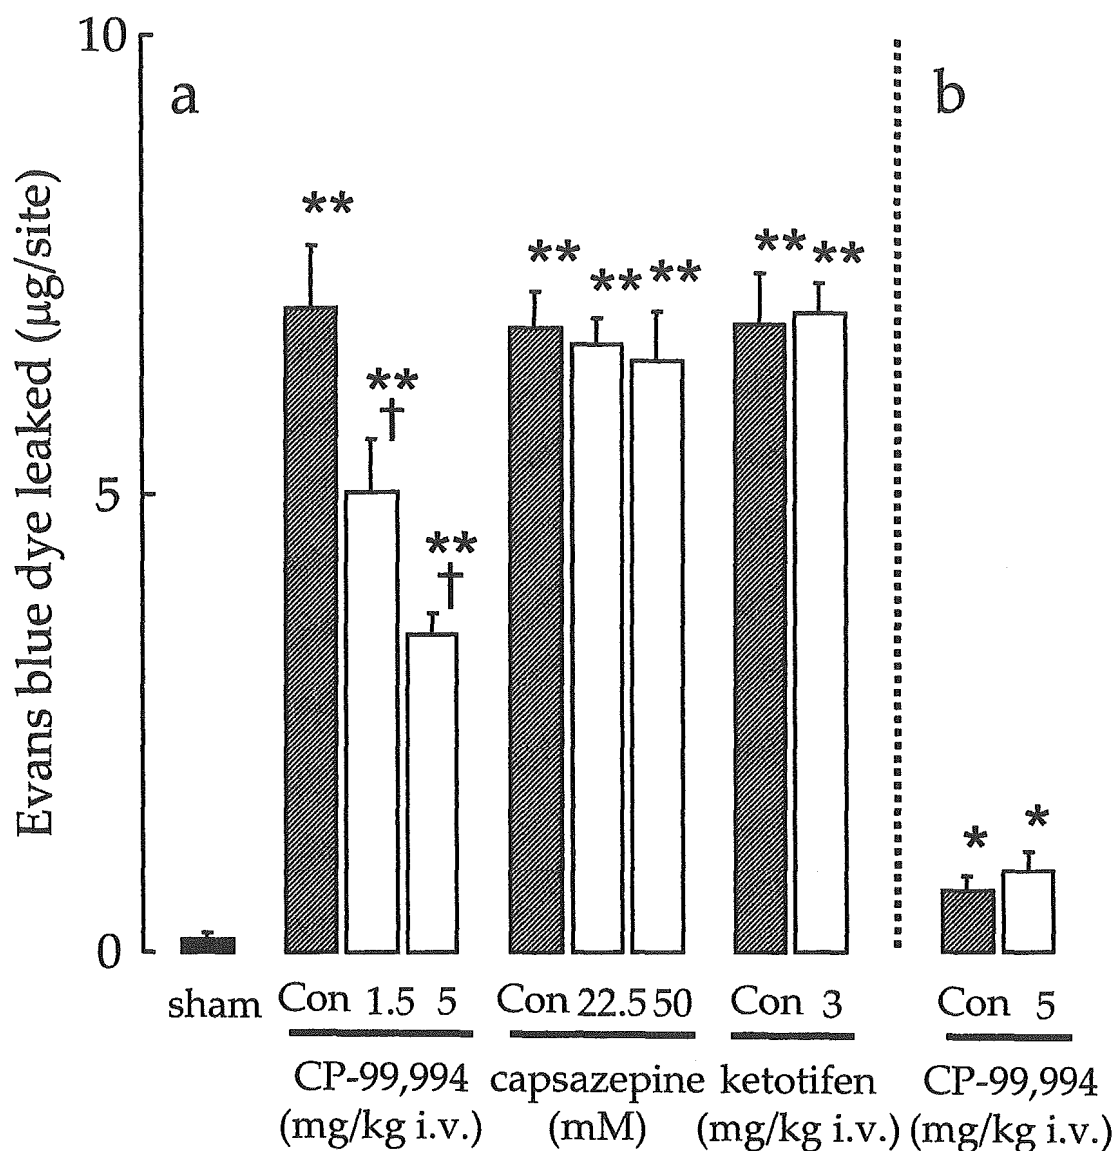 10
a
b
**
**
**
**
**
**
**
†
5
**
†
*
*
0
Evans blue dye leaked (μg/site)
sham
Con 1.5 5
Con 22.5 50
Con 3
Con 5
CP-99,994
(mg/kg i.v.)
capsazepine
(mM)
ketotifen
(mg/kg i.v.)
CP-99,994
(mg/kg i.v.)